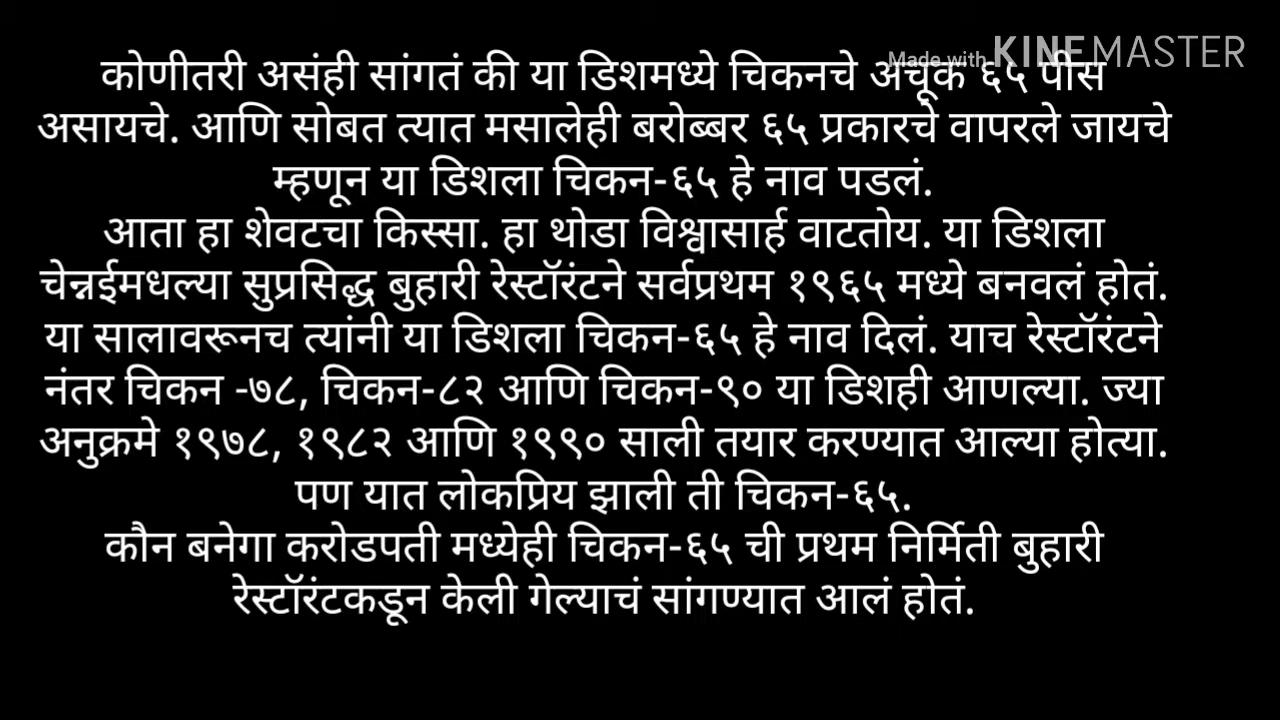 Made with KINEMASTER
कोणीतरी असंही सांगतं की या डिशमध्ये चिकनचे अचूक ६५ पीस
असायचे. आणि सोबत त्यात मसालेही बरोब्बर ६५ प्रकारचे वापरले जायचे
म्हणून या डिशला चिकन-६५ हे नाव पडलं.
आता हा शेवटचा किस्सा. हा थोडा विश्वासार्ह वाटतोय. या डिशला
चेन्नईमधल्या सुप्रसिद्ध बुहारी रेस्टॉरंटने सर्वप्रथम १९६५ मध्ये बनवलं होतं.
या सालावरूनच त्यांनी या डिशला चिकन-६५ हे नाव दिलं. याच रेस्टॉरंटने
नंतर चिकन -७८, चिकन-८२ आणि चिकन-९० या डिशही आणल्या. ज्या
अनुक्रमे १९७८, १९८२ आणि १९९० साली तयार करण्यात आल्या होत्या.
पण यात लोकप्रिय झाली ती चिकन-६५.
कौन बनेगा करोडपती मध्येही चिकन-६५ ची प्रथम निर्मिती बुहारी
रेस्टॉरंटकडून केली गेल्याचं सांगण्यात आलं होतं.